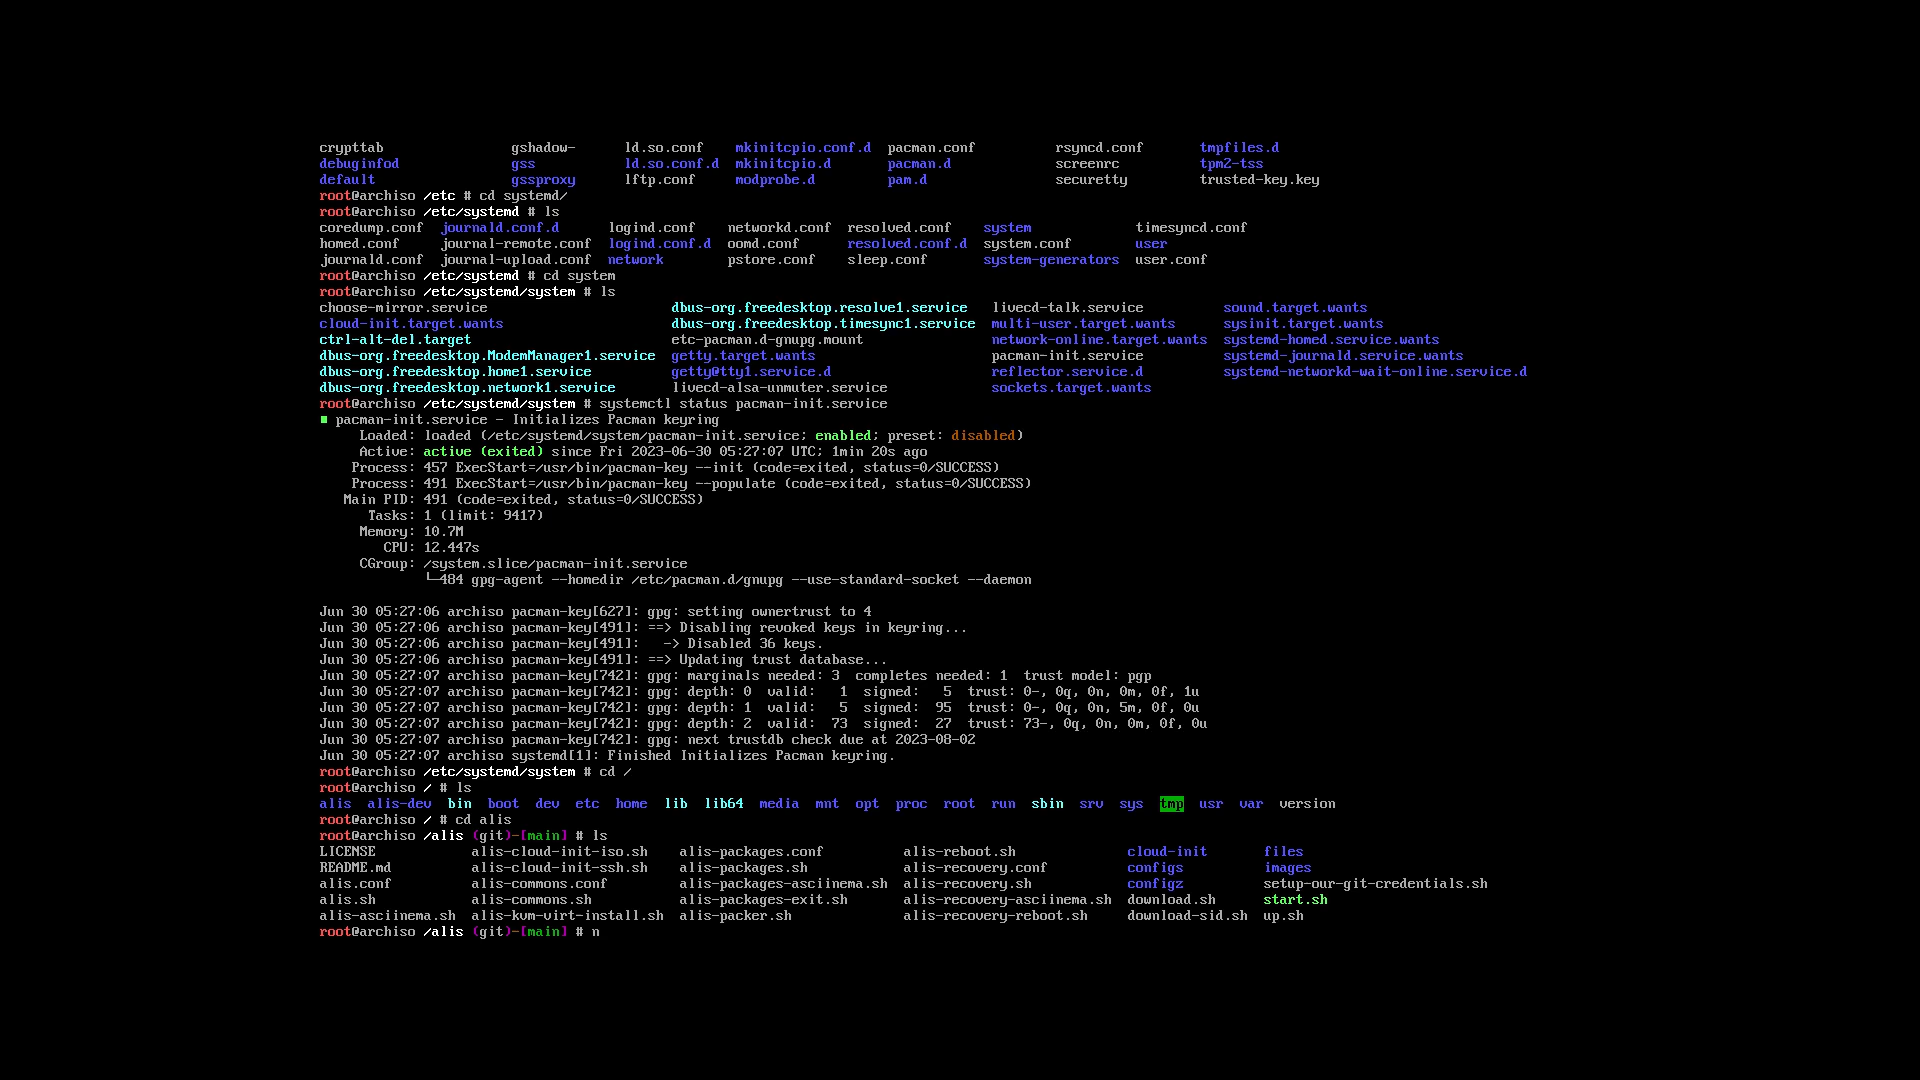 crypttab gshadow- ld.so.conf mkinitcpio.conf.d pacman.conf rsyncd.conf tmpfiles.d
debuginfod gss ld.so.conf.d mkinitcpio.d pacman.d screenrc tpm2-tss
default gssproxy lftp.conf modprobe.d pam.d securetty trusted-key.key
root@archiso /etc # cd systemd/
root@archiso /etc/systemd # ls
coredump.conf journald.conf.d logind.conf networkd.conf resolved.conf system timesyncd.conf
homed.conf journal-remote.conf logind.conf.d oomd.conf resolved.conf.d system.conf user
journald.conf journal-upload.conf network pstore.conf sleep.conf system-generators user.conf
root@archiso /etc/systemd # cd system
root@archiso /etc/systemd/system # ls
choose-mirror.service dbus-org.freedesktop.resolve1.service livecd-talk.service sound.target.wants
cloud-init.target.wants dbus-org.freedesktop.timesync1.service multi-user.target.wants sysinit.target.wants
ctrl-alt-del.target etc-pacman.d-gnupg.mount network-online.target.wants systemd-homed.service.wants
dbus-org.freedesktop.ModemManager1.service getty.target.wants pacman-init.service systemd-journald.service.wants
dbus-org.freedesktop.home1.service getty@tty1.service.d reflector.service.d systemd-networkd-wait-online.service.d
dbus-org.freedesktop.network1.service livecd-alsa-unmuter.service sockets.target.wants
root@archiso /etc/systemd/system # systemctl status pacman-init.service
■ pacman-init.service - Initializes Pacman keyring
Loaded: loaded (/etc/systemd/system/pacman-init.service; enabled; preset: disabled)
Active: active (exited) since Fri 2023-06-30 05:27:07 UTC; 1min 20s ago
Process: 457 ExecStart=/usr/bin/pacman-key --init (code=exited, status=0/SUCCESS)
Process: 491 ExecStart=/usr/bin/pacman-key --populate (code=exited, status=0/SUCCESS)
Main PID: 491 (code=exited, status=0/SUCCESS)
Tasks: 1 (limit: 9417)
Memory: 10.7M
CPU: 12.447s
CGroup: /system.slice/pacman-init.service
└─484 gpg-agent --homedir /etc/pacman.d/gnupg --use-standard-socket --daemon
Jun 30 05:27:06 archiso pacman-key[627]: gpg: setting ownertrust to 4
Jun 30 05:27:06 archiso pacman-key[491]: ==> Disabling revoked keys in keyring...
Jun 30 05:27:06 archiso pacman-key[491]:   -> Disabled 36 keys.
Jun 30 05:27:06 archiso pacman-key[491]: ==> Updating trust database...
Jun 30 05:27:07 archiso pacman-key[742]: gpg: marginals needed: 3  completes needed: 1  trust model: pgp
Jun 30 05:27:07 archiso pacman-key[742]: gpg: depth: 0  valid:   1  signed:   5  trust: 0-, 0q, 0n, 0m, 0f, 1u
Jun 30 05:27:07 archiso pacman-key[742]: gpg: depth: 1  valid:   5  signed:  95  trust: 0-, 0q, 0n, 5m, 0f, 0u
Jun 30 05:27:07 archiso pacman-key[742]: gpg: depth: 2  valid:  73  signed:  27  trust: 73-, 0q, 0n, 0m, 0f, 0u
Jun 30 05:27:07 archiso pacman-key[742]: gpg: next trustdb check due at 2023-08-02
Jun 30 05:27:07 archiso systemd[1]: Finished Initializes Pacman keyring.
root@archiso /etc/systemd/system # cd /
root@archiso / # ls
alis alis-dev bin boot dev etc home lib lib64 media mnt opt proc root run sbin srv sys tmp usr var version
root@archiso / # cd alis
root@archiso /alis (git)-[main] # ls
LICENSE alis-cloud-init-iso.sh alis-packages.conf alis-reboot.sh cloud-init files
README.md alis-cloud-init-ssh.sh alis-packages.sh alis-recovery.conf configs images
alis.conf alis-commons.conf alis-packages-asciinema.sh alis-recovery.sh configz setup-our-git-credentials.sh
alis.sh alis-commons.sh alis-packages-exit.sh alis-recovery-asciinema.sh download.sh start.sh
alis-asciinema.sh alis-kvm-virt-install.sh alis-packer.sh alis-recovery-reboot.sh download-sid.sh up.sh
root@archiso /alis (git)-[main] # n